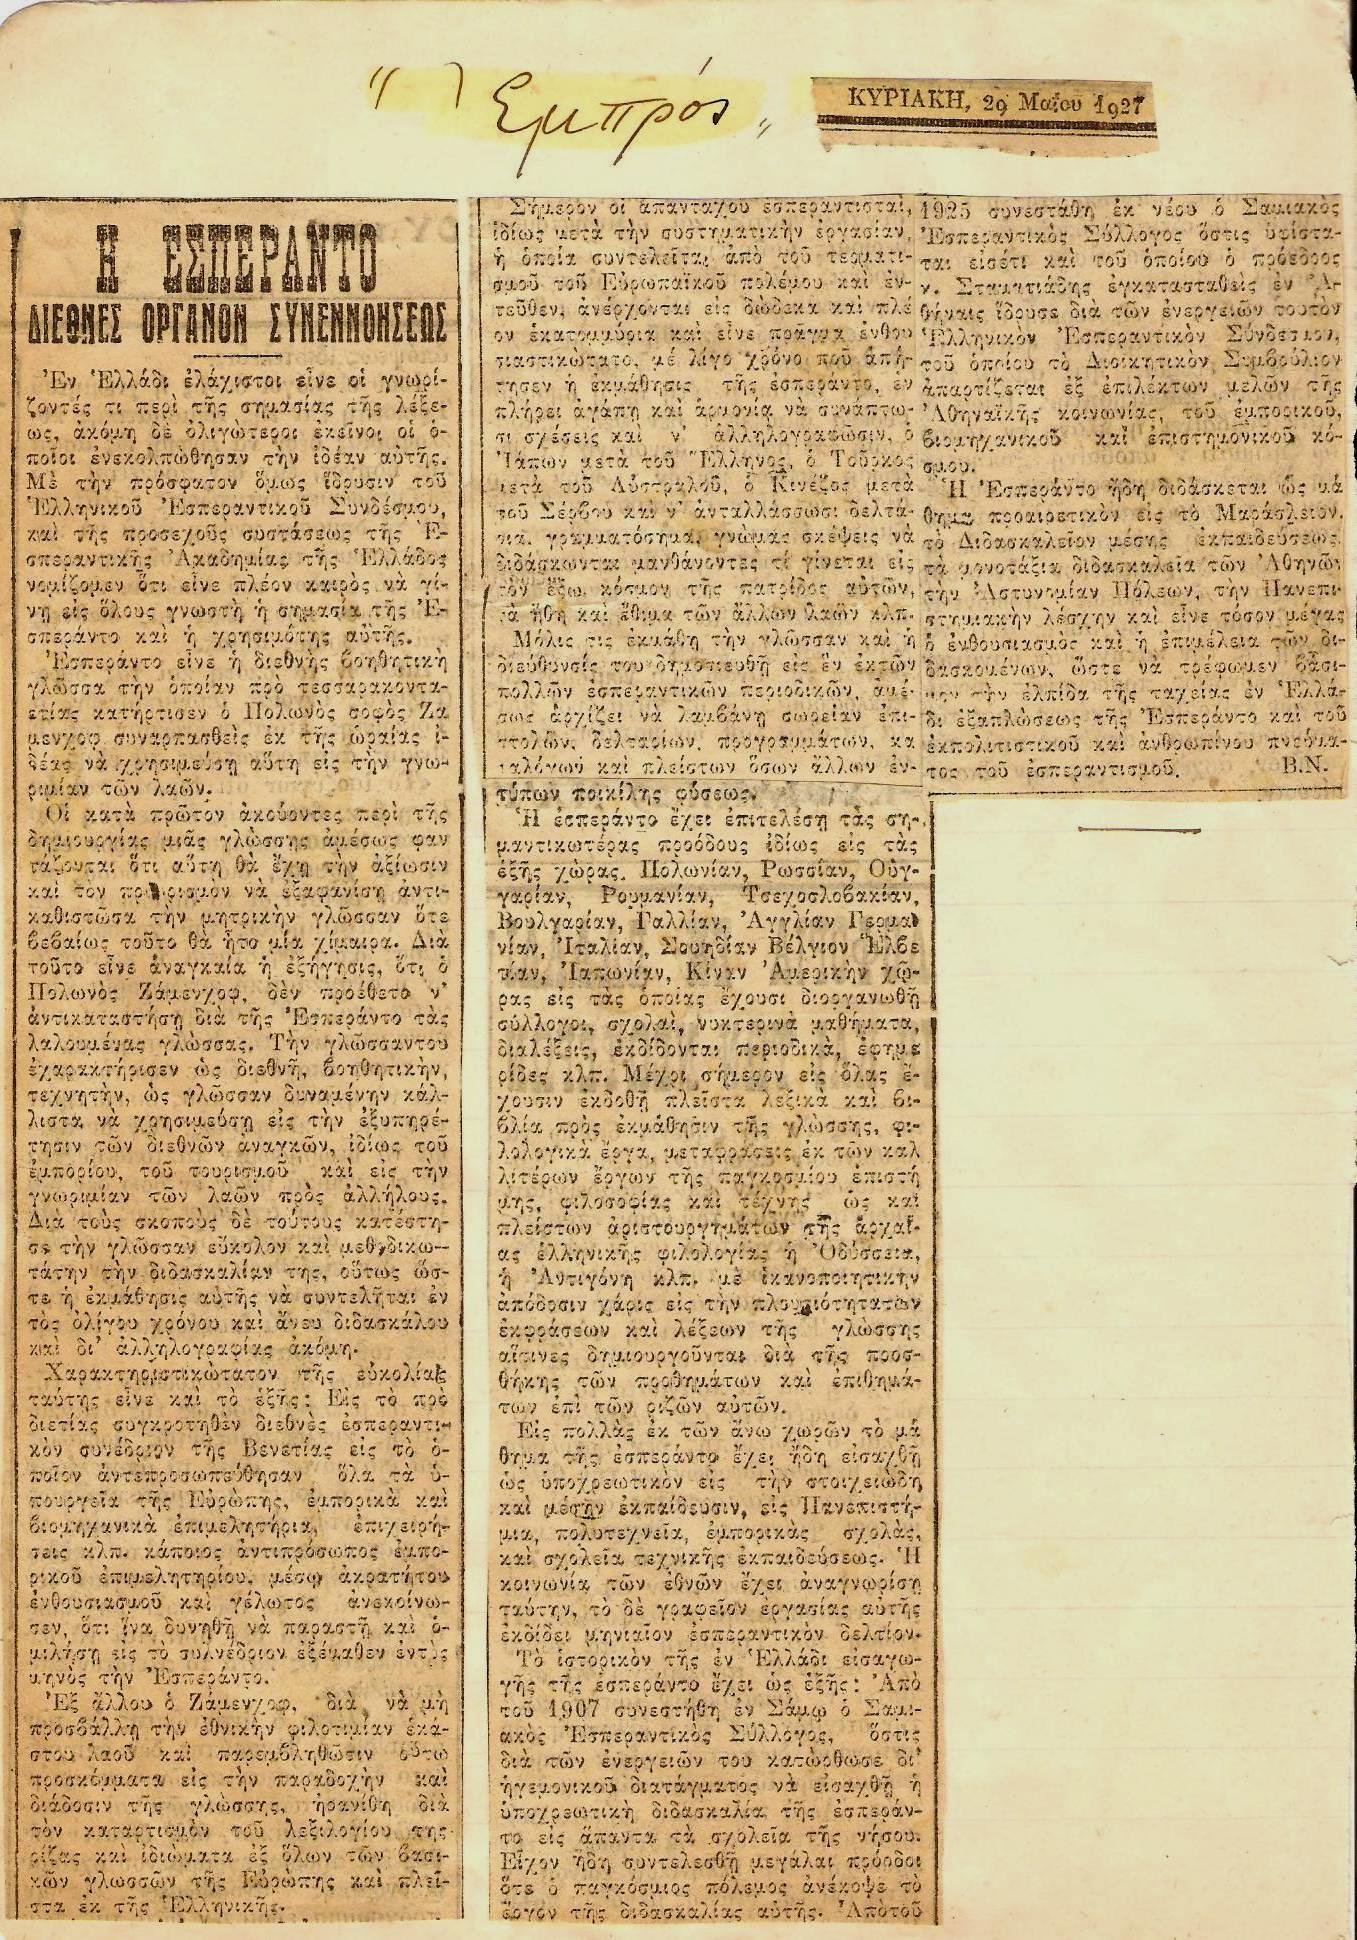 "Εμπρός"
ΚΥΡΙΑΚΗ, 29 Μαΐου 1927
Η ΕΣΠΕΡΑΝΤΟ
ΔΙΕΘΝΕΣ ΟΡΓΑΝΟΝ ΣΥΝΕΝΝΟΗΣΕΩΣ
Ἐν Ἑλλάδι ἐλάχιστοι εἶνε οἱ γνωρί-
ζοντές τι περὶ τῆς σημασίας τῆς λέξε-
ως, ἀκόμη δὲ ὀλιγώτεροι ἐκεῖνοι οἱ ὁ-
ποῖοι ἐνεκολπώθησαν τὴν ἰδέαν αὐτῆς.
Μὲ τὴν πρόσφατον ὅμως ἵδρυσιν τοῦ
Ἑλληνικοῦ Ἐσπεραντικοῦ Συνδέσμου,
καὶ τῆς προσεχοῦς συστάσεως τῆς Ἐ-
σπεραντικῆς Ἀκαδημίας τῆς Ἑλλάδος
νομίζομεν ὅτι εἶνε πλέον καιρὸς νὰ γί-
νῃ εἰς ὅλους γνωστὴ ἡ σημασία τῆς Ἐ-
σπεράντο καὶ ἡ χρησιμότης αὐτῆς.
Ἐσπεράντο εἶνε ἡ διεθνὴς βοηθητικὴ
γλῶσσα τὴν ὁποίαν πρὸ τεσσαρακοντα-
ετίας κατήρτισεν ὁ Πολωνὸς σοφὸς Ζα
μενχοφ συναρπασθεὶς ἐκ τῆς ὡραίας ἰ-
δέας νὰ χρησιμεύσῃ αὕτη εἰς τὴν γνω-
ριμίαν τῶν λαῶν.
Οἱ κατὰ πρῶτον ἀκούοντες περὶ τῆς
δημιουργίας μιᾶς γλώσσης ἀμέσως φαν
τάζονται ὅτι αὕτη θὰ ἔχῃ τὴν ἀξίωσιν
καὶ τὸν προορισμὸν νὰ ἐξαφανίσῃ ἀντι-
καθιστῶσα τὴν μητρικὴν γλῶσσαν ὅτε
βεβαίως τοῦτο θὰ ἦτο μία χίμαιρα. Διὰ
τοῦτο εἶνε ἀναγκαία ἡ ἐξήγησις, ὅτι ὁ
Πολωνὸς Ζάμενχοφ, δὲν προέθετο ν'
ἀντικαταστήσῃ διὰ τῆς Ἐσπεράντο τὰς
λαλουμένας γλώσσας. Τὴν γλῶσσαντου
ἐχαρακτήρισεν ὡς διεθνῆ, βοηθητικήν,
τεχνητήν, ὡς γλῶσσαν δυναμένην κάλ-
λιστα νὰ χρησιμεύσῃ εἰς τὴν ἐξυπηρέ-
τησιν τῶν διεθνῶν ἀναγκῶν, ἰδίως τοῦ
ἐμπορίου, τοῦ τουρισμοῦ καὶ εἰς τὴν
γνωριμίαν τῶν λαῶν πρὸς ἀλλήλους.
Διὰ τοὺς σκοποὺς δὲ τούτους κατέστη-
σε τὴν γλῶσσαν εὔκολον καὶ μεθοδικω-
τάτην τὴν διδασκαλίαν της, οὕτως ὥσ-
τε ἡ ἐκμάθησις αὐτῆς νὰ συντελῆται ἐν
τὸς ὀλίγου χρόνου καὶ ἄνευ διδασκάλου
καὶ δι' ἀλληλογραφίας ἀκόμη.
Χαρακτηριστικώτατον τῆς εὐκολίας
ταύτης εἶνε καὶ τὸ ἑξῆς: Εἰς τὸ πρὸ
διετίας συγκροτηθὲν διεθνὲς ἐσπεραντι-
κὸν συνέδριον τῆς Βενετίας εἰς τὸ ὁ-
ποῖον ἀντεπροσωπεύθησαν ὅλα τὰ ὑ-
πουργεῖα τῆς Εὐρώπης, ἐμπορικὰ καὶ
βιομηχανικὰ ἐπιμελητήρια, ἐπιχειρή-
σεις κλπ. κάποιος ἀντιπρόσωπος ἐμπο-
ρικοῦ ἐπιμελητηρίου, μέσῳ ἀκρατήτου
ἐνθουσιασμοῦ καὶ γέλωτος ἀνεκοίνω-
σεν, ὅτι ἵνα δυνηθῇ νὰ παραστῇ καὶ ὁ-
μιλήσῃ εἰς τὸ συνέδριον ἐξέμαθεν ἐντὸς
μηνὸς τὴν Ἐσπεράντο.
Ἐξ ἄλλου ὁ Ζάμενχοφ, διὰ νὰ μὴ
προσβάλλῃ τὴν ἐθνικὴν φιλοτιμίαν ἑκά-
στου λαοῦ καὶ παρεμβληθῶσιν οὕτω
προσκόμματα εἰς τὴν παραδοχὴν καὶ
διάδοσιν τῆς γλώσσης, ἠρανίθη διὰ
τὸν καταρτισμὸν τοῦ λεξιλογίου της
ρίζας καὶ ἰδιώματα ἐξ ὅλων τῶν βασι-
κῶν γλωσσῶν τῆς Εὐρώπης καὶ πλεῖ-
στα ἐκ τῆς Ἑλληνικῆς.
Σήμερον οἱ ἁπανταχοῦ ἐσπεραντισταί,
ἰδίως μετὰ τὴν συστηματικὴν ἐργασίαν,
ἡ ὁποία συντελεῖται ἀπὸ τοῦ τερματι-
σμοῦ τοῦ Εὐρωπαϊκοῦ πολέμου καὶ ἐν-
τεῦθεν, ἀνέρχονται εἰς δώδεκα καὶ πλέ
ον ἑκατομμύρια καὶ εἶνε πρᾶγμα ἐνθου
σιαστικώτατο, μὲ λίγο χρόνο ποῦ ἀπῄ-
τησεν ἡ ἐκμάθησις τῆς ἐσπεράντο, ἐν
πλήρει ἀγάπῃ καὶ ἁρμονίᾳ νὰ συνάπτω-
σι σχέσεις καὶ ν' ἀλληλογραφῶσιν, ὁ
Ἰάπων μετὰ τοῦ Ἕλληνος, ὁ Τοῦρκος
μετὰ τοῦ Αὐστραλοῦ, ὁ Κινέζος μετὰ
τοῦ Σέρβου καὶ ν' ἀνταλλάσσωσι δελτά-
ρια, γραμματόσημα, γνώμας σκέψεις νὰ
διδάσκωνται μανθάνοντες τί γίνεται εἰς
τὸν ἔξω κόσμον τῆς πατρίδος αὐτῶν,
τὰ ἤθη καὶ ἔθιμα τῶν ἄλλων λαῶν κλπ.
Μόλις τις ἐκμάθῃ τὴν γλῶσσαν καὶ ἡ
διεύθυνσίς του δημοσιευθῇ εἰς ἓν ἐκτῶν
πολλῶν ἐσπεραντικῶν περιοδικῶν, ἀμέ-
σως ἀρχίζει νὰ λαμβάνῃ σωρείαν ἐπι-
στολῶν, δελταρίων, προγραμμάτων, κα
ταλόγων καὶ πλείστων ὅσων ἄλλων ἐν-
τύπων ποικίλης φύσεως.
Ἡ ἐσπεράντο ἔχει ἐπιτελέσῃ τὰς ση-
μαντικωτέρας προόδους ἰδίως εἰς τὰς
ἑξῆς χώρας. Πολωνίαν, Ρωσσίαν, Οὑγ-
γαρίαν, Ρουμανίαν, Τσεχοσλοβακίαν,
Βουλγαρίαν, Γαλλίαν, Ἀγγλίαν Γερμα
νίαν, Ἰταλίαν, Σουηδίαν Βέλγιον Ἑλβε
τίαν, Ἰαπωνίαν, Κίναν Ἀμερικὴν χώ-
ρας εἰς τὰς ὁποίας ἔχουσι διοργανωθῇ
σύλλογοι, σχολαί, νυκτερινὰ μαθήματα,
διαλέξεις, ἐκδίδονται περιοδικά, ἐφημε
ρίδες κλπ. Μέχρι σήμερον εἰς ὅλας ἔ-
χουσιν ἐκδοθῇ πλεῖστα λεξικὰ καὶ βι-
βλία πρὸς ἐκμάθησιν τῆς γλώσσης, φι-
λολογικὰ ἔργα, μεταφράσεις ἐκ τῶν καλ
λιτέρων ἔργων τῆς παγκοσμίου ἐπιστή
μης, φιλοσοφίας καὶ τέχνης ὡς καὶ
πλείστων ἀριστουργημάτων τῆς ἀρχαί-
ας ἑλληνικῆς φιλολογίας ἡ Ὀδύσσεια,
ἡ Ἀντιγόνη κλπ. μὲ ἱκανοποιητικὴν
ἀπόδοσιν χάρις εἰς τὴν πλουσιότητατῶν
ἐκφράσεων καὶ λέξεων τῆς γλώσσης
αἵτινες δημιουργοῦνται διὰ τῆς προσ-
θήκης τῶν προθημάτων καὶ ἐπιθημά-
των ἐπὶ τῶν ριζῶν αὐτῶν.
Εἰς πολλὰς ἐκ τῶν ἄνω χωρῶν τὸ μά
θημα τῆς ἐσπεράντο ἔχει ἤδη εἰσαχθῇ
ὡς ὑποχρεωτικὸν εἰς τὴν στοιχειώδη
καὶ μέσην ἐκπαίδευσιν, εἰς Πανεπιστή-
μια, πολυτεχνεῖα, ἐμπορικὰς σχολάς,
καὶ σχολεῖα τεχνικῆς ἐκπαιδεύσεως. Ἡ
κοινωνία τῶν ἐθνῶν ἔχει ἀναγνωρίσῃ
ταύτην, τὸ δὲ γραφεῖον ἐργασίας αὐτῆς
ἐκδίδει μηνιαῖον ἐσπεραντικὸν δελτίον.
Τὸ ἱστορικὸν τῆς ἐν Ἑλλάδι εἰσαγω-
γῆς τῆς ἐσπεράντο ἔχει ὡς ἑξῆς: Ἀπὸ
τοῦ 1907 συνεστήθη ἐν Σάμῳ ὁ Σαμι-
ακὸς Ἐσπεραντικὸς Σύλλογος, ὅστις
διὰ τῶν ἐνεργειῶν του κατώρθωσε δι'
ἡγεμονικοῦ διατάγματος νὰ εἰσαχθῇ ἡ
ὑποχρεωτικὴ διδασκαλία τῆς ἐσπεράν-
το εἰς ἅπαντα τὰ σχολεῖα τῆς νήσου.
Εἶχον ἤδη συντελεσθῇ μεγάλαι πρόοδοι
ὅτε ὁ παγκόσμιος πόλεμος ἀνέκοψε τὸ
ἔργον τῆς διδασκαλίας αὐτῆς. Ἀπὸτοῦ
1925 συνεστάθη ἐκ νέου ὁ Σαμιακὸς
Ἐσπεραντικὸς Σύλλογος ὅστις ὑφίστα-
ται εἰσέτι καὶ τοῦ ὁποίου ὁ πρόεδρος
κ. Σταματιάδης ἐγκατασταθεὶς ἐν Ἀ-
θήναις ἵδρυσε διὰ τῶν ἐνεργειῶν τουτὸν
Ἑλληνικὸν Ἐσπεραντικὸν Σύνδεσμον,
τοῦ ὁποίου τὸ Διοικητικὸν Συμβούλιον
ἀπαρτίζεται ἐξ ἐπιλέκτων μελῶν τῆς
Ἀθηναϊκῆς κοινωνίας, τοῦ ἐμπορικοῦ,
βιομηχανικοῦ καὶ ἐπιστημονικοῦ κό-
σμου.
Ἡ Ἐσπεράντο ἤδη διδάσκεται ὡς μά
θημα προαιρετικὸν εἰς τὸ Μαράσλειον,
τὸ Διδασκαλεῖον μέσης ἐκπαιδεύσεως,
τὰ μονοτάξια διδασκαλεῖα τῶν Ἀθηνῶν
τὴν Ἀστυνομίαν Πόλεων, τὴν Πανεπι-
στημιακὴν λέσχην καὶ εἶνε τόσον μέγας
ὁ ἐνθουσιασμὸς καὶ ἡ ἐπιμέλεια τῶν δι-
δασκομένων, ὥστε νὰ τρέφωμεν βάσι-
μον τὴν ἐλπίδα τῆς ταχείας ἐν Ἑλλά-
δι ἐξαπλώσεως τῆς Ἐσπεράντο καὶ τοῦ
ἐκπολιτιστικοῦ καὶ ἀνθρωπίνου πνεύμα-
τος τοῦ ἐσπεραντισμοῦ. Β.Ν.